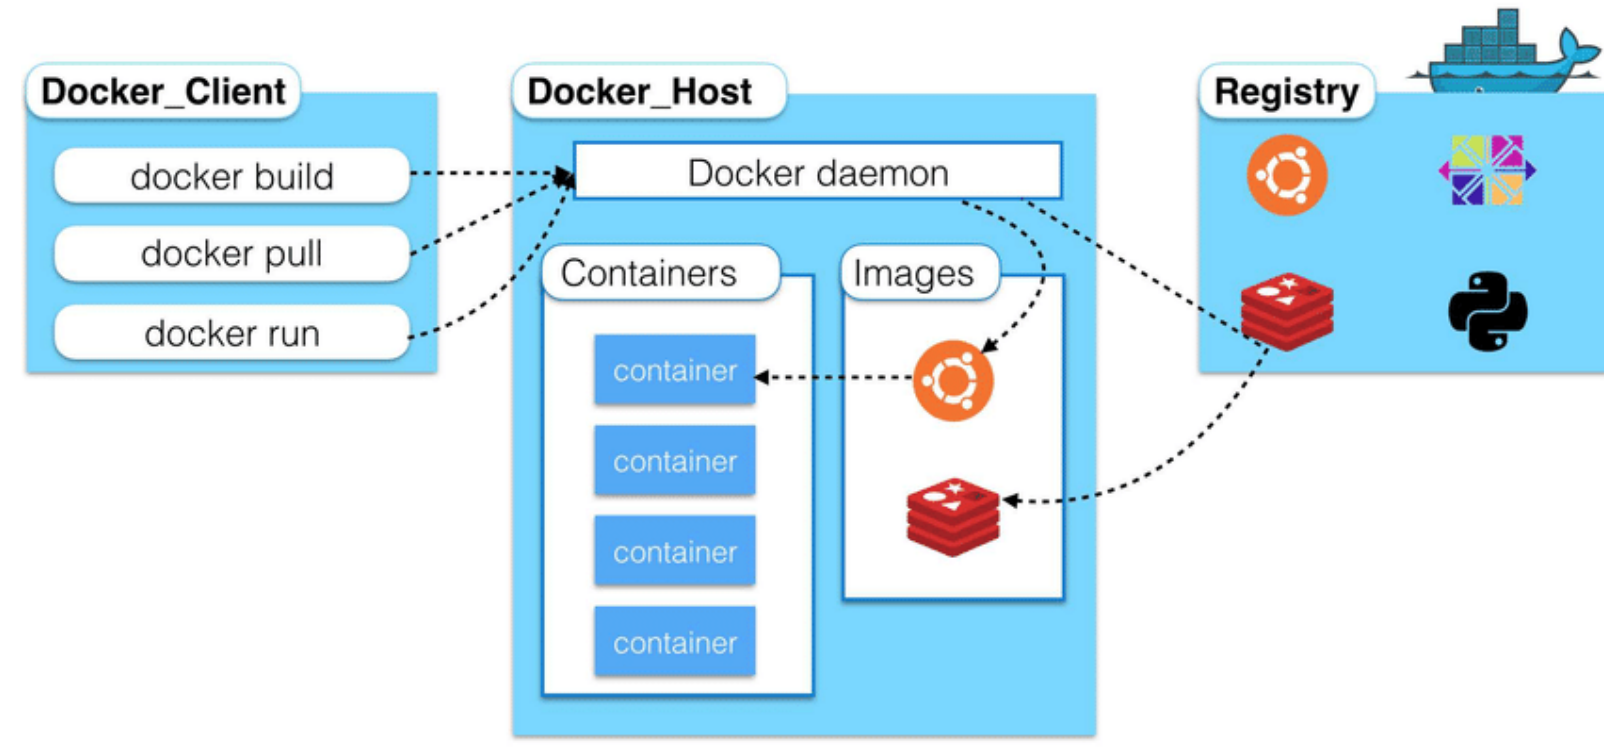 Docker_Client
docker build
docker pull
docker run
Docker_Host
Docker daemon
Containers
container
container
container
container
Images
Registry